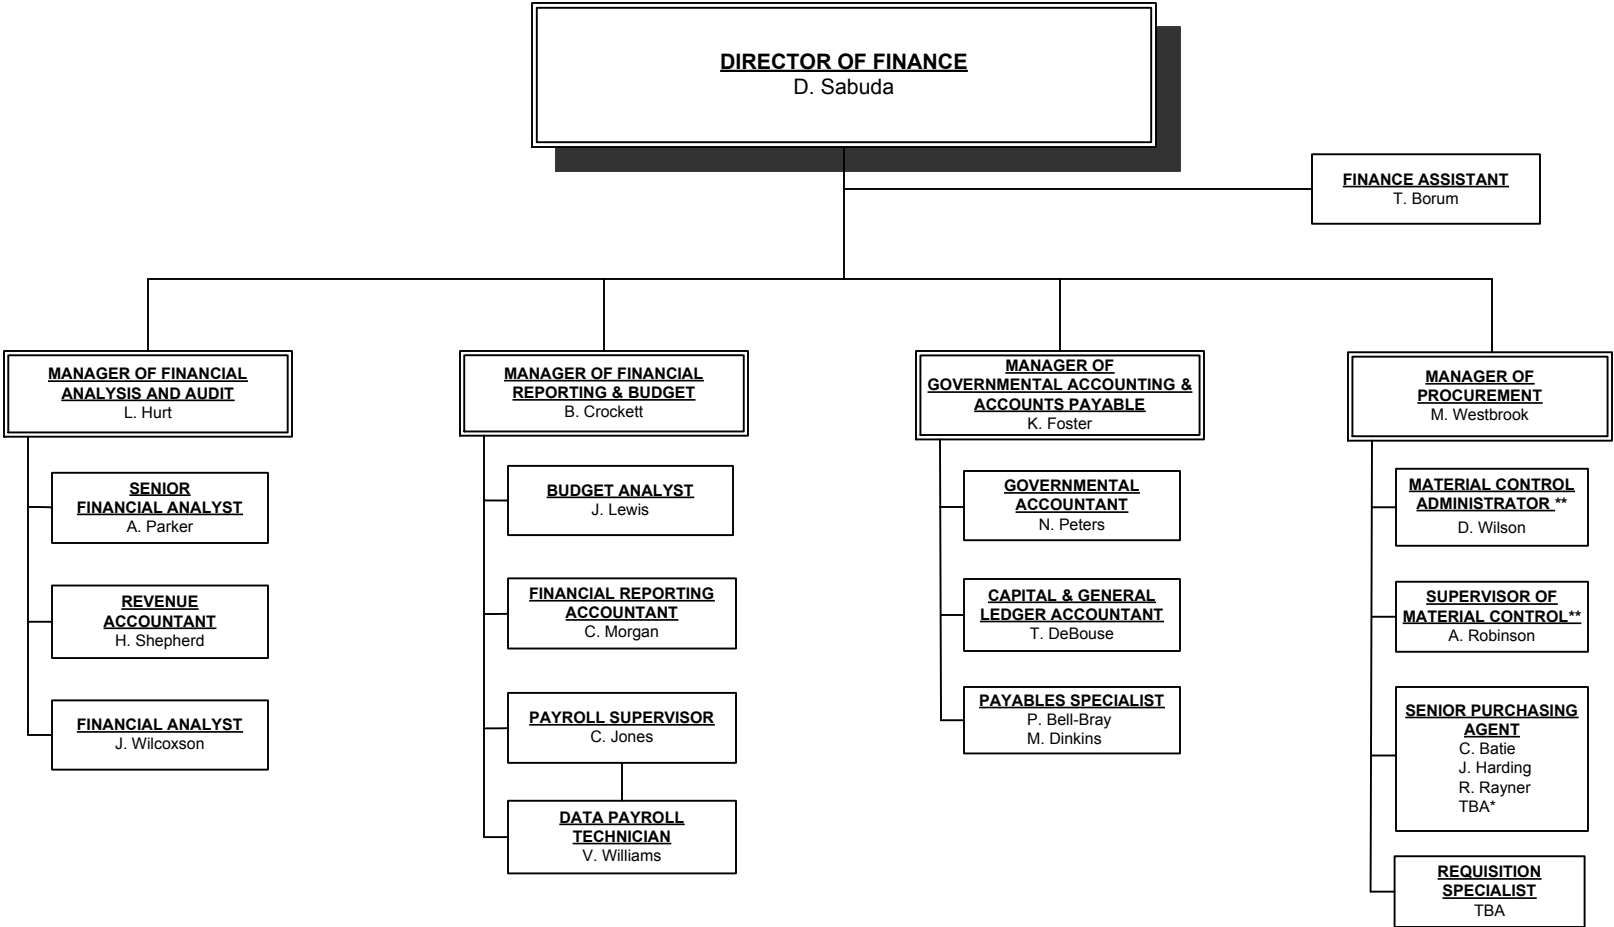 DIRECTOR OF FINANCE
D. Sabuda
FINANCE ASSISTANT
T. Borum
MANAGER OF FINANCIAL
ANALYSIS AND AUDIT
L. Hurt
SENIOR
FINANCIAL ANALYST
A. Parker
REVENUE
ACCOUNTANT
H. Shepherd
FINANCIAL ANALYST
J. Wilcoxson
MANAGER OF FINANCIAL
REPORTING & BUDGET
B. Crockett
BUDGET ANALYST
J. Lewis
FINANCIAL REPORTING
ACCOUNTANT
C. Morgan
PAYROLL SUPERVISOR
C. Jones
DATA PAYROLL
TECHNICIAN
V. Williams
MANAGER OF
GOVERNMENTAL ACCOUNTING &
ACCOUNTS PAYABLE
K. Foster
GOVERNMENTAL
ACCOUNTANT
N. Peters
CAPITAL & GENERAL
LEDGER ACCOUNTANT
T. DeBouse
PAYABLES SPECIALIST
P. Bell-Bray
M. Dinkins
MANAGER OF
PROCUREMENT
M. Westbrook
MATERIAL CONTROL
ADMINISTRATOR **
D. Wilson
SUPERVISOR OF
MATERIAL CONTROL**
A. Robinson
SENIOR PURCHASING
AGENT
C. Batie
J. Harding
R. Rayner
TBA*
REQUISITION
SPECIALIST
TBA